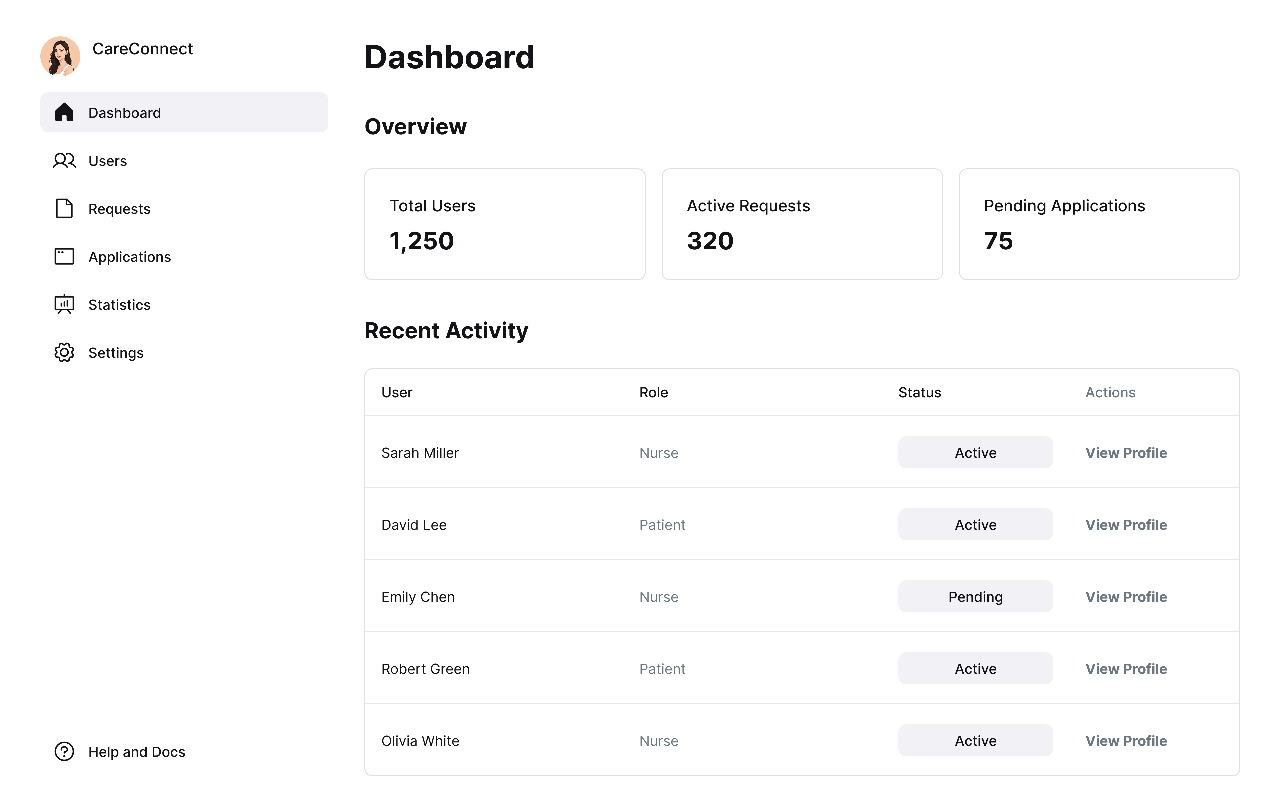 CareConnect
Dashboard
Users
Requests
Applications
Statistics
Settings
Help and Docs
Dashboard
Overview
Total Users
1,250
Active Requests
320
Pending Applications
75
Recent Activity
User Role Status Actions
Sarah Miller Nurse Active View Profile
David Lee Patient Active View Profile
Emily Chen Nurse Pending View Profile
Robert Green Patient Active View Profile
Olivia White Nurse Active View Profile